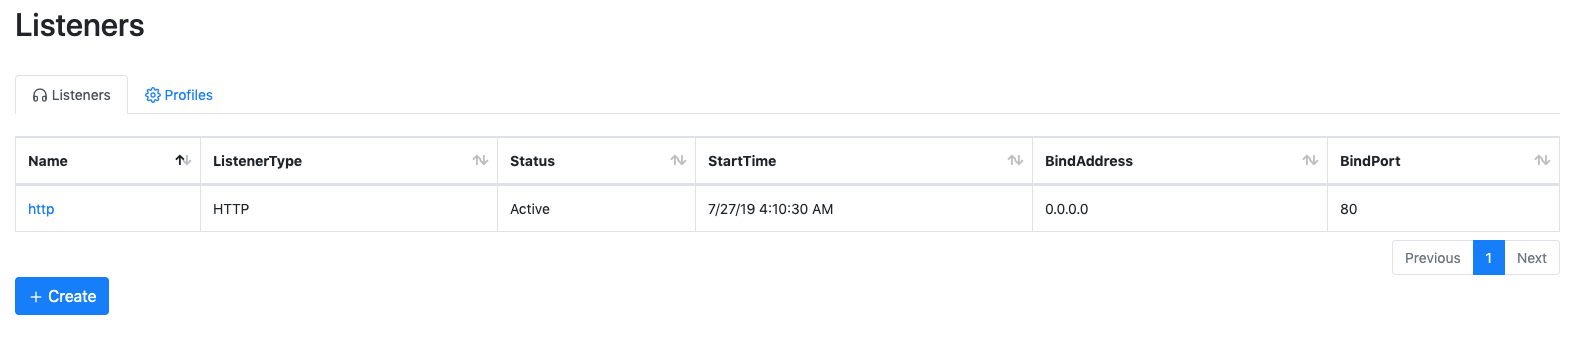 Listeners
Listeners Profiles
Name ListenerType Status StartTime BindAddress BindPort
http HTTP Active 7/27/19 4:10:30 AM 0.0.0.0 80
Previous 1 Next
+ Create